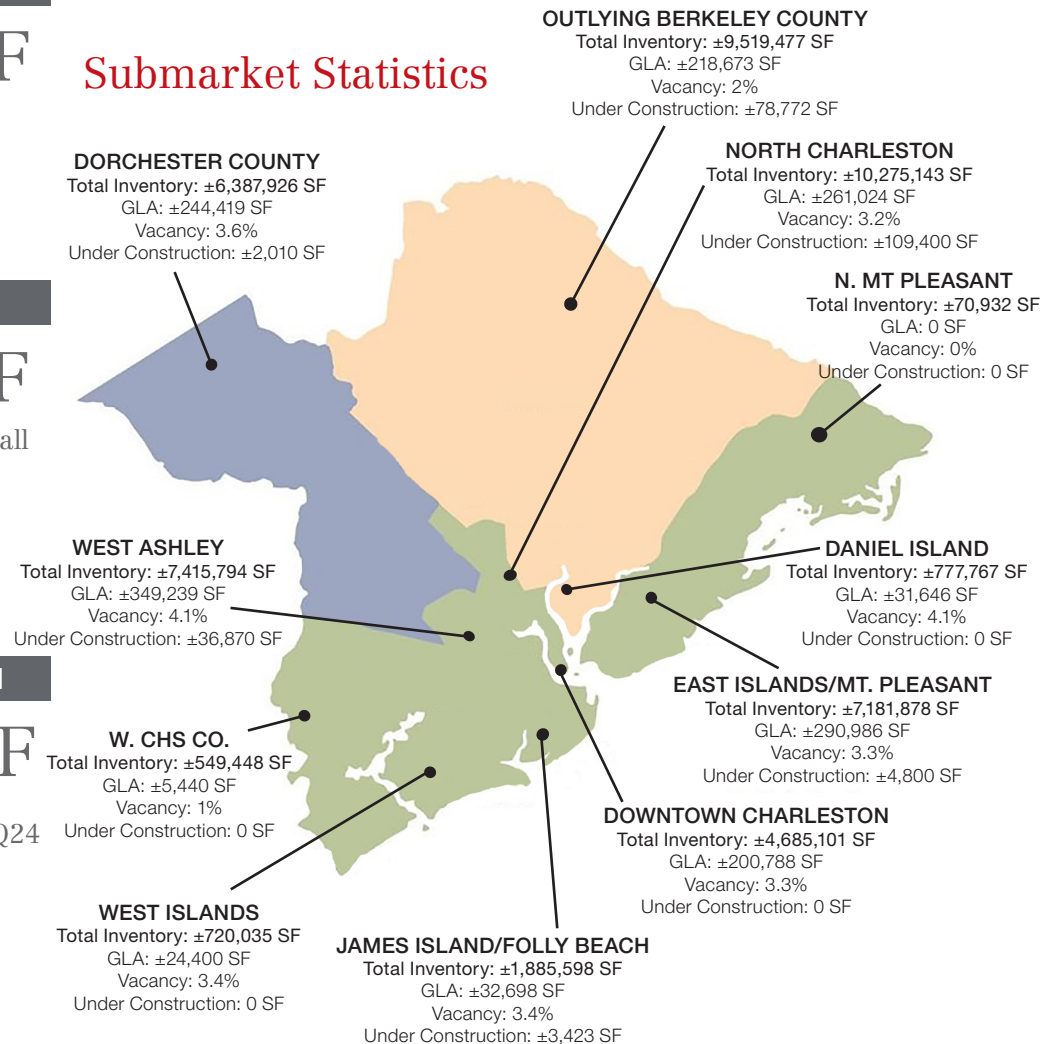 F
Submarket Statistics
OUTLYING BERKELEY COUNTY
Total Inventory: ±9,519,477 SF
GLA: ±218,673 SF
Vacancy: 2%
Under Construction: ±78,772 SF
DORCHESTER COUNTY
Total Inventory: ±6,387,926 SF
GLA: ±244,419 SF
Vacancy: 3.6%
Under Construction: ±2,010 SF
NORTH CHARLESTON
Total Inventory: ±10,275,143 SF
GLA: ±261,024 SF
Vacancy: 3.2%
Under Construction: ±109,400 SF
N. MT PLEASANT
Total Inventory: ±70,932 SF
GLA: 0 SF
Vacancy: 0%
Under Construction: 0 SF
F
all
WEST ASHLEY
Total Inventory: ±7,415,794 SF
GLA: ±349,239 SF
Vacancy: 4.1%
Under Construction: ±36,870 SF
DANIEL ISLAND
Total Inventory: ±777,767 SF
GLA: ±31,646 SF
Vacancy: 4.1%
Under Construction: 0 SF
EAST ISLANDS/MT. PLEASANT
Total Inventory: ±7,181,878 SF
GLA: ±290,986 SF
Vacancy: 3.3%
Under Construction: ±4,800 SF
F
Q24
W. CHS CO.
Total Inventory: ±549,448 SF
GLA: ±5,440 SF
Vacancy: 1%
Under Construction: 0 SF
DOWNTOWN CHARLESTON
Total Inventory: ±4,685,101 SF
GLA: ±200,788 SF
Vacancy: 3.3%
Under Construction: 0 SF
WEST ISLANDS
Total Inventory: ±720,035 SF
GLA: ±24,400 SF
Vacancy: 3.4%
Under Construction: 0 SF
JAMES ISLAND/FOLLY BEACH
Total Inventory: ±1,885,598 SF
GLA: ±32,698 SF
Vacancy: 3.4%
Under Construction: ±3,423 SF